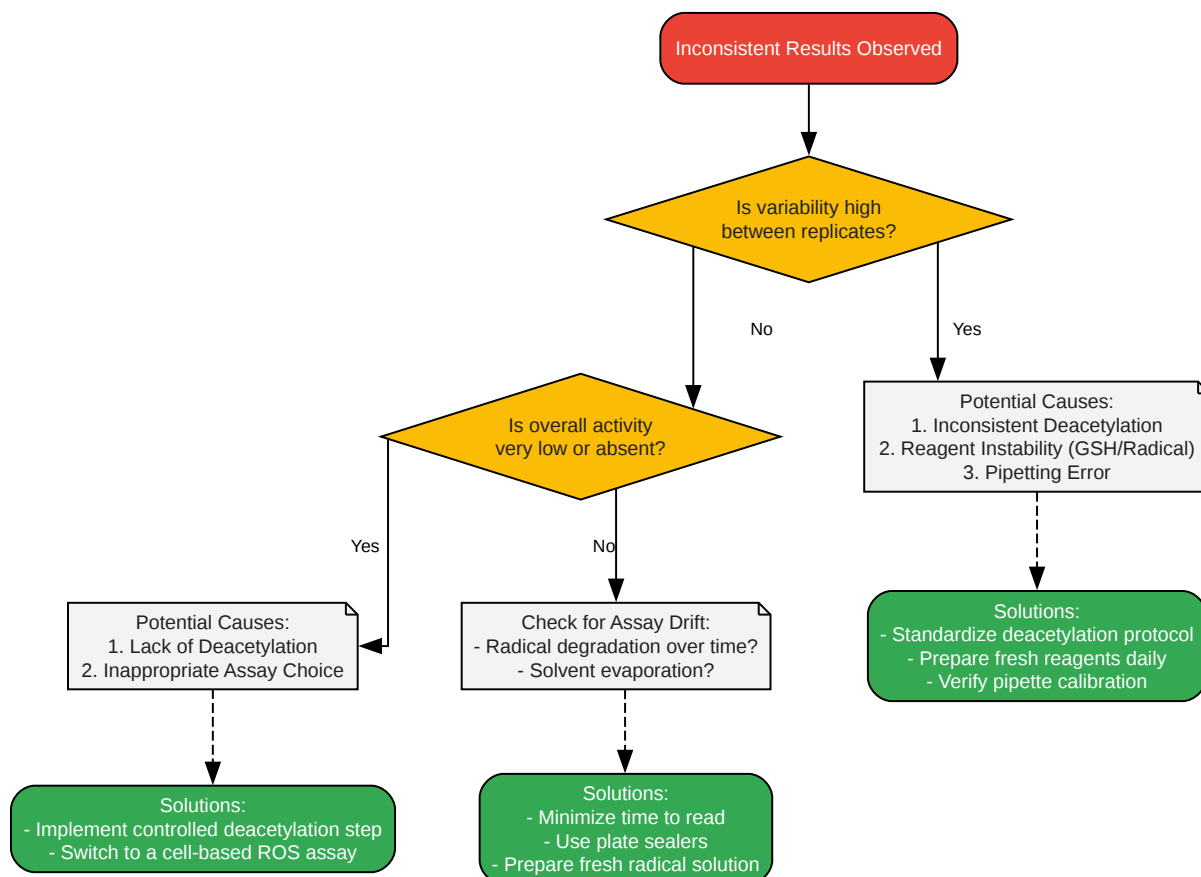 Inconsistent Results Observed
Is variability high
between replicates?
No
Yes
Is overall activity
very low or absent?
Potential Causes:
1. Inconsistent Deacetylation
2. Reagent Instability (GSH/Radical)
3. Pipetting Error
Yes
No
Potential Causes:
1. Lack of Deacetylation
2. Inappropriate Assay Choice
Check for Assay Drift:
- Radical degradation over time?
- Solvent evaporation?
Solutions:
- Standardize deacetylation protocol
- Prepare fresh reagents daily
- Verify pipette calibration
Solutions:
- Implement controlled deacetylation step
- Switch to a cell-based ROS assay
Solutions:
- Minimize time to read
- Use plate sealers
- Prepare fresh radical solution